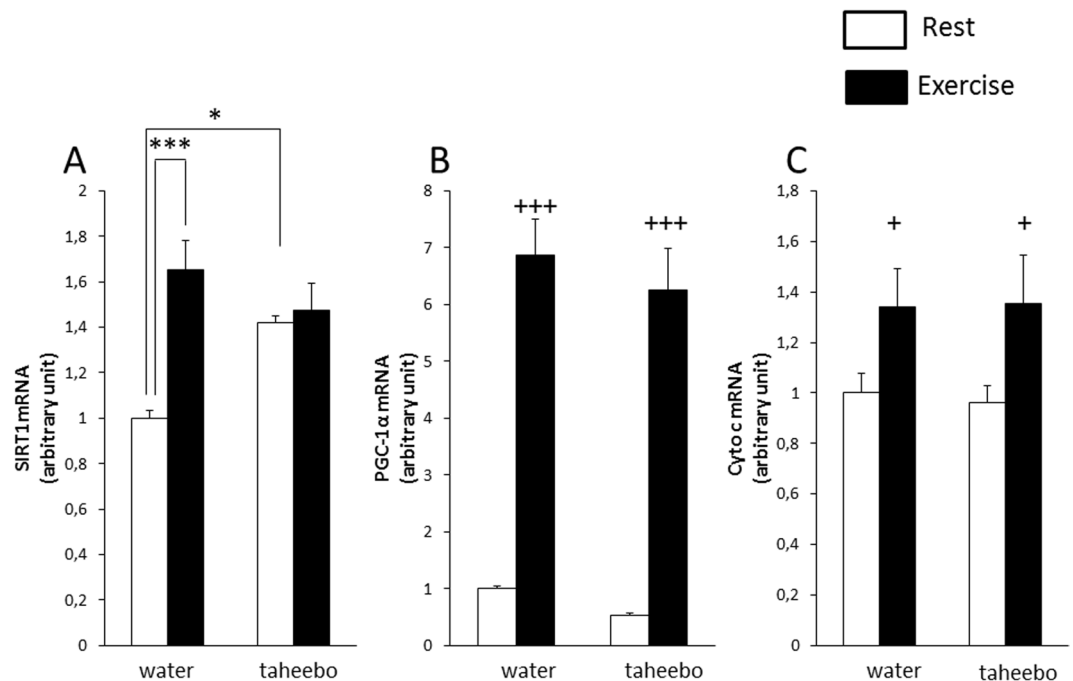 Rest
Exercise
*
***
A
B
C
2
1,8
1,6
1,4
1,2
1
0,8
0,6
0,4
0,2
0
SIRT1 mRNA
(arbitrary unit)
water
taheebo
+++
+++
8
7
6
5
4
3
2
1
0
PGC-1α mRNA
(arbitrary unit)
water
taheebo
+
+
1,8
1,6
1,4
1,2
1
0,8
0,6
0,4
0,2
0
Cyto c mRNA
(arbitrary unit)
water
taheebo